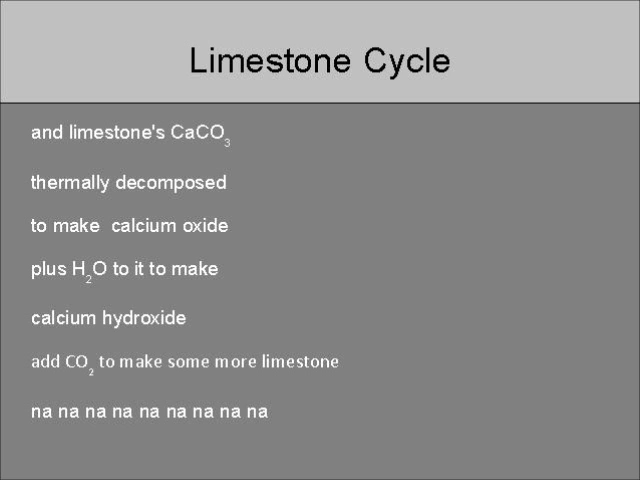 Limestone Cycle
and limestone's CaCO₃
thermally decomposed
to make  calcium oxide
plus H₂O to it to make
calcium hydroxide
add CO₂ to make some more limestone
na na na na na na na na na